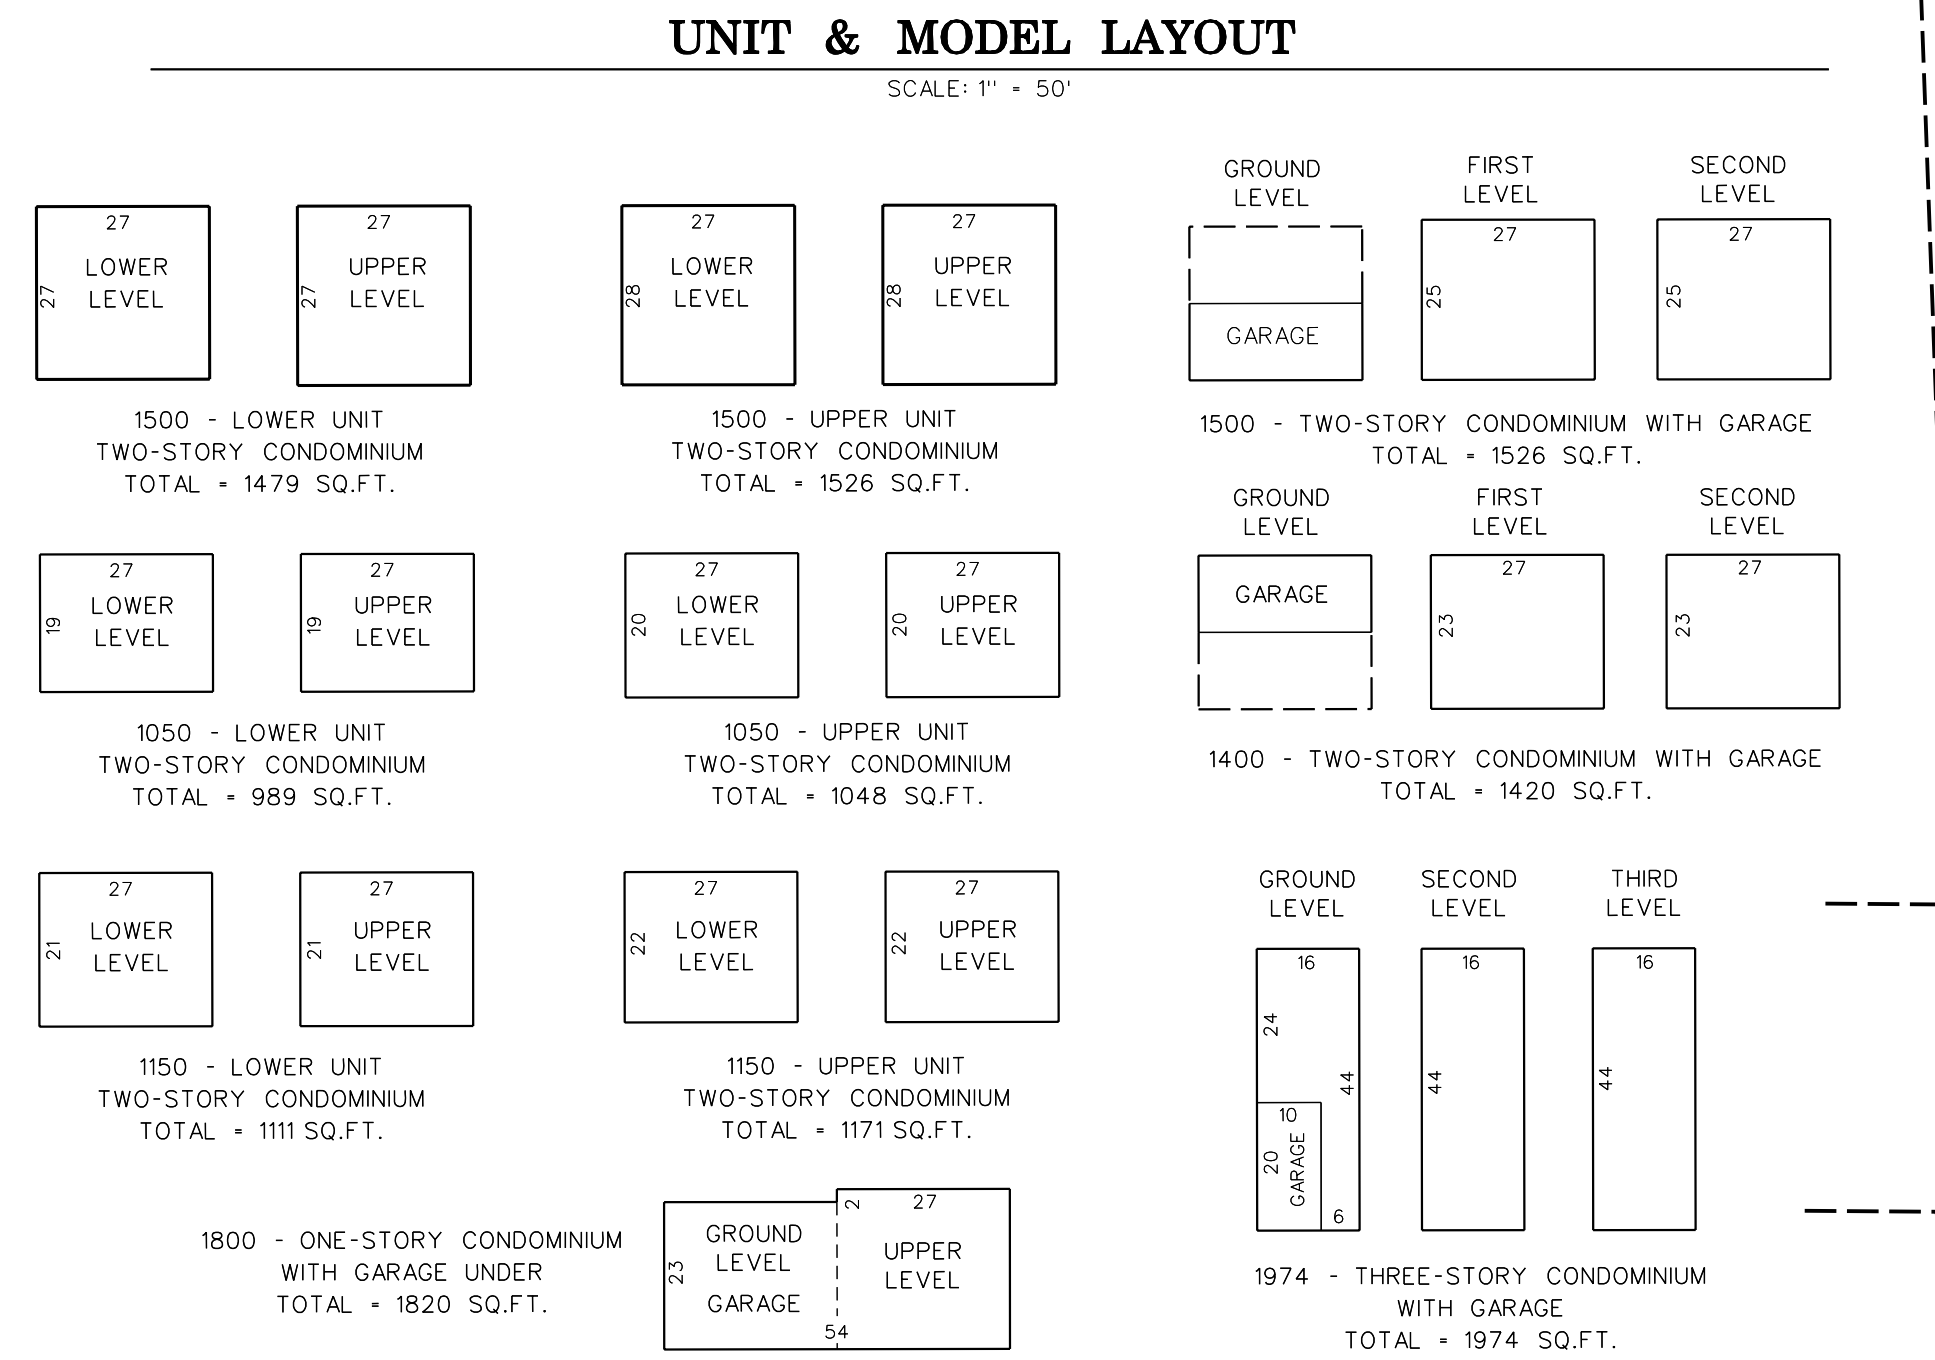 UNIT & MODEL LAYOUT
SCALE: 1'' = 50'
27
LOWER
LEVEL
27
27
UPPER
LEVEL
27
1500 - LOWER UNIT
TWO-STORY CONDOMINIUM
TOTAL = 1479 SQ.FT.
27
LOWER
LEVEL
28
27
UPPER
LEVEL
28
1500 - UPPER UNIT
TWO-STORY CONDOMINIUM
TOTAL = 1526 SQ.FT.
GROUND
LEVEL
GARAGE
FIRST
LEVEL
27
25
SECOND
LEVEL
27
25
1500 - TWO-STORY CONDOMINIUM WITH GARAGE
TOTAL = 1526 SQ.FT.
27
LOWER
LEVEL
19
27
UPPER
LEVEL
19
1050 - LOWER UNIT
TWO-STORY CONDOMINIUM
TOTAL = 989 SQ.FT.
27
LOWER
LEVEL
20
27
UPPER
LEVEL
20
1050 - UPPER UNIT
TWO-STORY CONDOMINIUM
TOTAL = 1048 SQ.FT.
GROUND
LEVEL
GARAGE
FIRST
LEVEL
27
23
SECOND
LEVEL
27
23
1400 - TWO-STORY CONDOMINIUM WITH GARAGE
TOTAL = 1420 SQ.FT.
27
LOWER
LEVEL
21
27
UPPER
LEVEL
21
1150 - LOWER UNIT
TWO-STORY CONDOMINIUM
TOTAL = 1111 SQ.FT.
27
LOWER
LEVEL
22
27
UPPER
LEVEL
22
1150 - UPPER UNIT
TWO-STORY CONDOMINIUM
TOTAL = 1171 SQ.FT.
GROUND
LEVEL
16
24
44
10
20
GARAGE
6
SECOND
LEVEL
16
44
THIRD
LEVEL
16
44
1974 - THREE-STORY CONDOMINIUM
WITH GARAGE
TOTAL = 1974 SQ.FT.
1800 - ONE-STORY CONDOMINIUM
WITH GARAGE UNDER
TOTAL = 1820 SQ.FT.
GROUND
LEVEL
GARAGE
23
2
27
UPPER
LEVEL
54